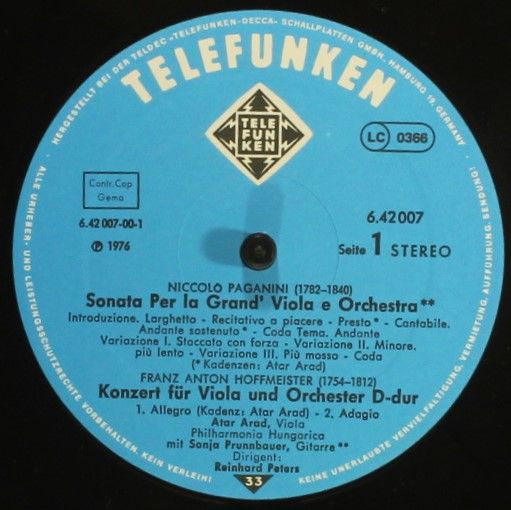 HERGESTELLT BEI DER TELDEC »TELEFUNKEN-DECCA« SCHALLPLATTEN GMBH, HAMBURG 19, GERMANY
TELEFUNKEN
TELE
FUN
KEN
LC 0366
Contr. Cop
Gema
6.42 007-00-1
℗ 1976
6.42 007
Seite 1 STEREO
NICCOLÒ PAGANINI (1782-1840)
Sonata Per la Grand' Viola e Orchestra**
Introduzione. Larghetto - Recitativo a piacere - Presto* - Cantabile.
Andante sostenuto* - Coda Tema. Andante
Variazione I. Staccato con forza - Variazione II. Minore.
più lento - Variazione III. Più mosso - Coda
(*Kadenzen: Atar Arad)
FRANZ ANTON HOFFMEISTER (1754-1812)
Konzert für Viola und Orchester D-dur
1. Allegro (Kadenz: Atar Arad) - 2. Adagio
Atar Arad, Viola
Philharmonia Hungarica
mit Sonja Prunnbauer, Gitarre**
Dirigent:
Reinhard Peters
33
ALLE URHEBER- UND LEISTUNGSSCHUTZRECHTE VORBEHALTEN. KEIN VERLEIH!
KEINE UNERLAUBTE VERVIELFÄLTIGUNG, VERMIETUNG, AUFFÜHRUNG, SENDUNG!